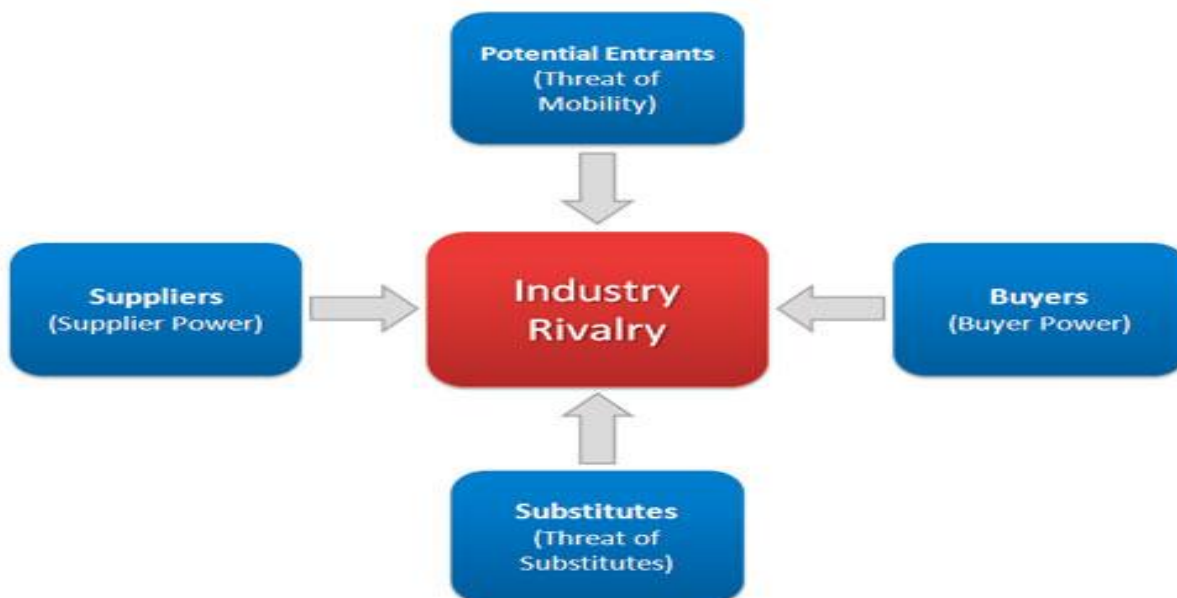 Potential Entrants
(Threat of
Mobility)
Suppliers
(Supplier Power)
Industry
Rivalry
Buyers
(Buyer Power)
Substitutes
(Threat of
Substitutes)